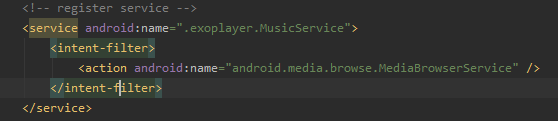 <!-- register service -->
<service android:name=".exoplayer.MusicService">
<intent-filter>
<action android:name="android.media.browse.MediaBrowserService" />
</intent-filter>
</service>